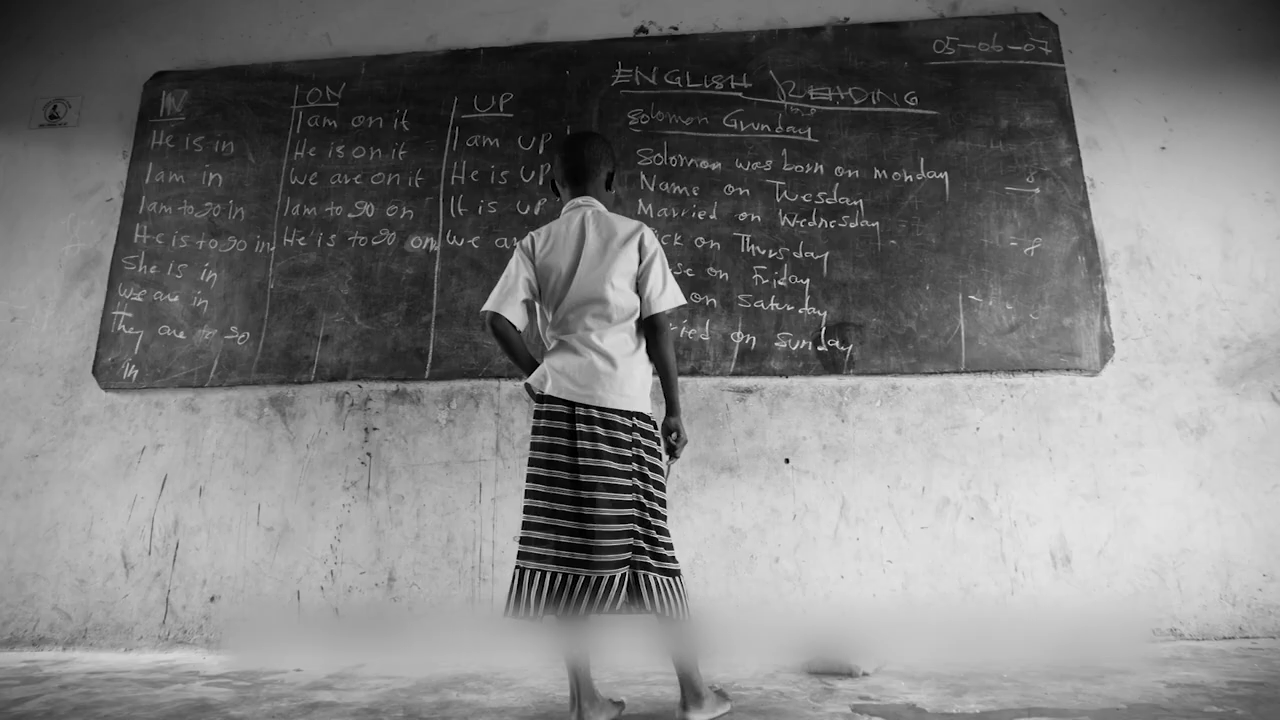 05-06-07
IN
He is in
I am in
I am to go in
He is to go in
She is in
We are in
They are to go
in
ON
I am on it
He is on it
we are on it
I am to go on
He is to go on
UP
I am up
He is up
It is up
we
ENGLISH READING
Solomon Grunday
Solomon was born on monday
Name on Tuesday
Married on Wednesday
on Thursday
on Friday
on Saturday
on Sunday